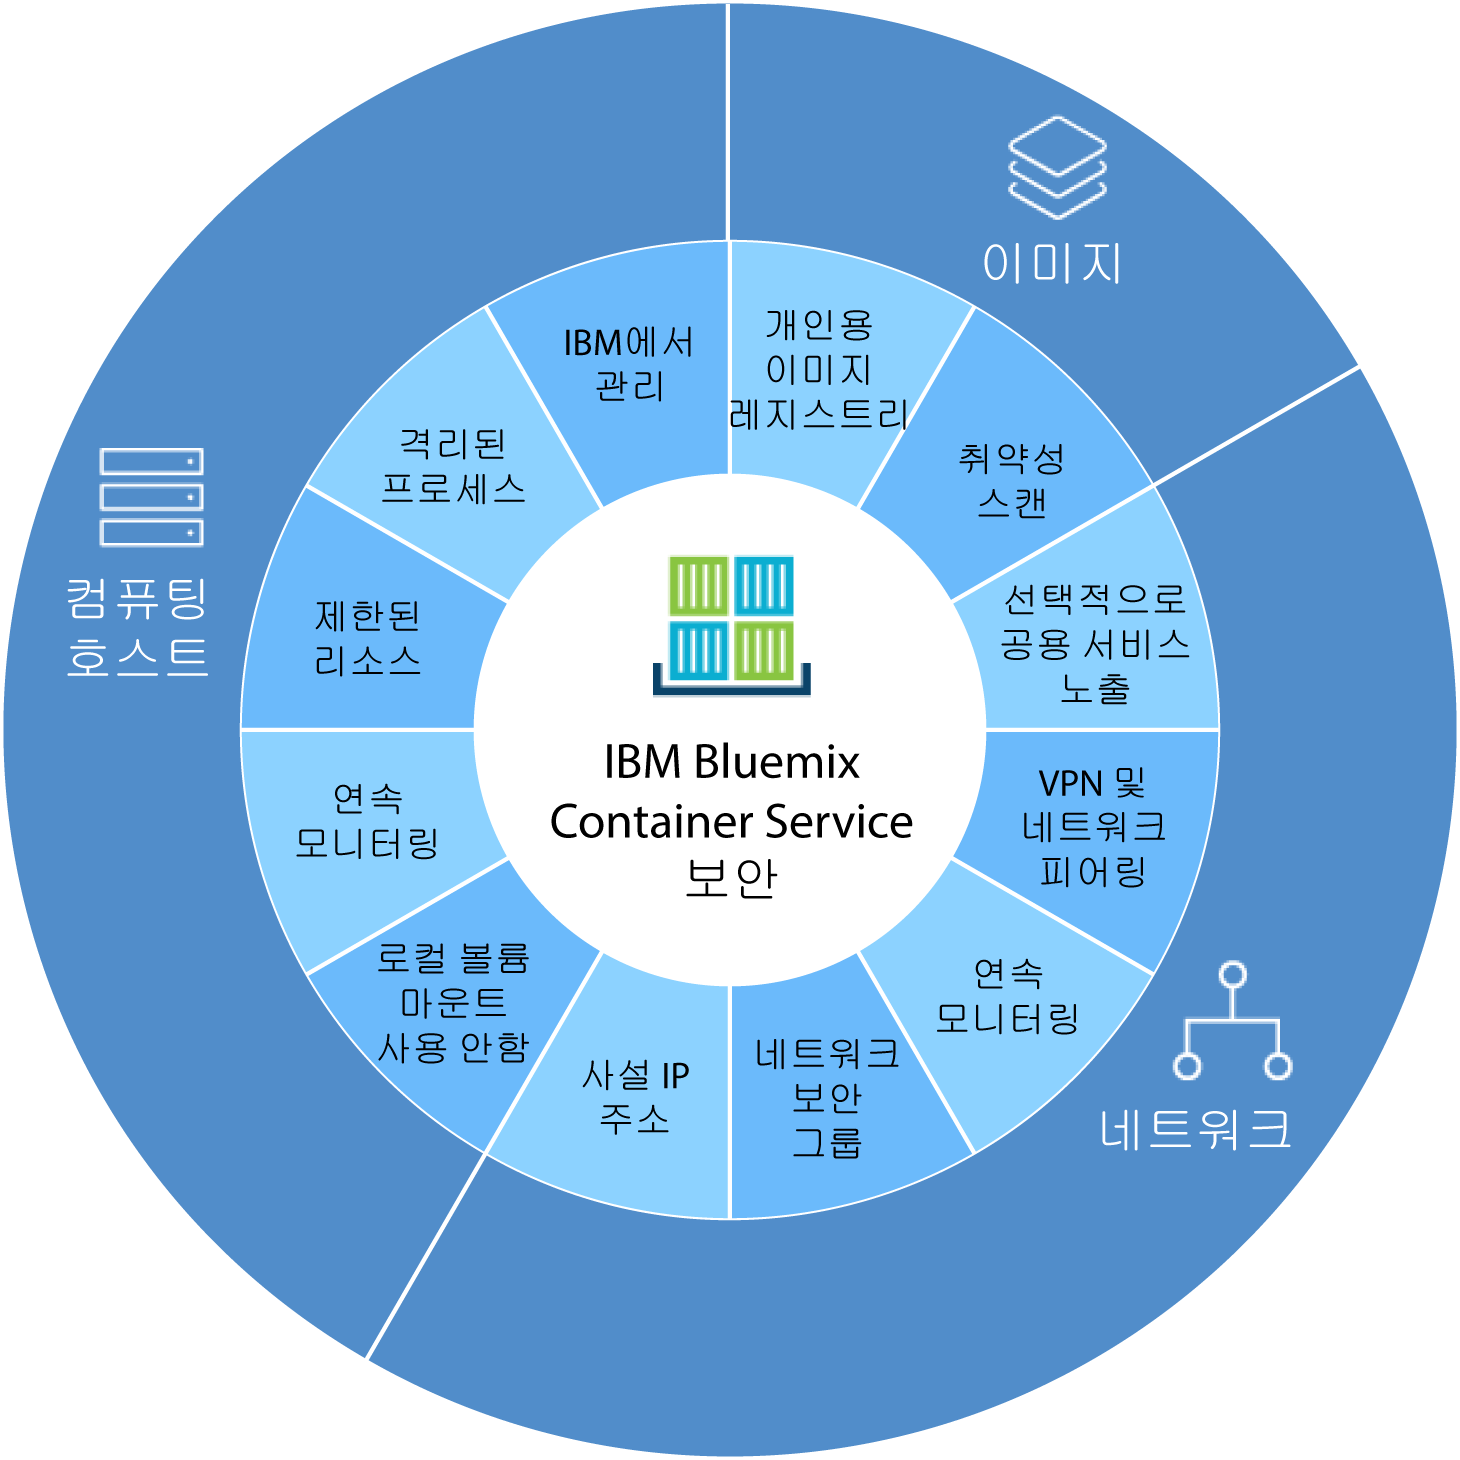 이미지
개인용
이미지
레지스트리
취약성
스캔
네트워크
선택적으로
공용 서비스
노출
VPN 및
네트워크
피어링
연속
모니터링
네트워크
보안
그룹
사설 IP
주소
컴퓨팅
호스트
로컬 볼륨
마운트
사용 안함
연속
모니터링
제한된
리소스
격리된
프로세스
IBM에서
관리
IBM Bluemix
Container Service
보안